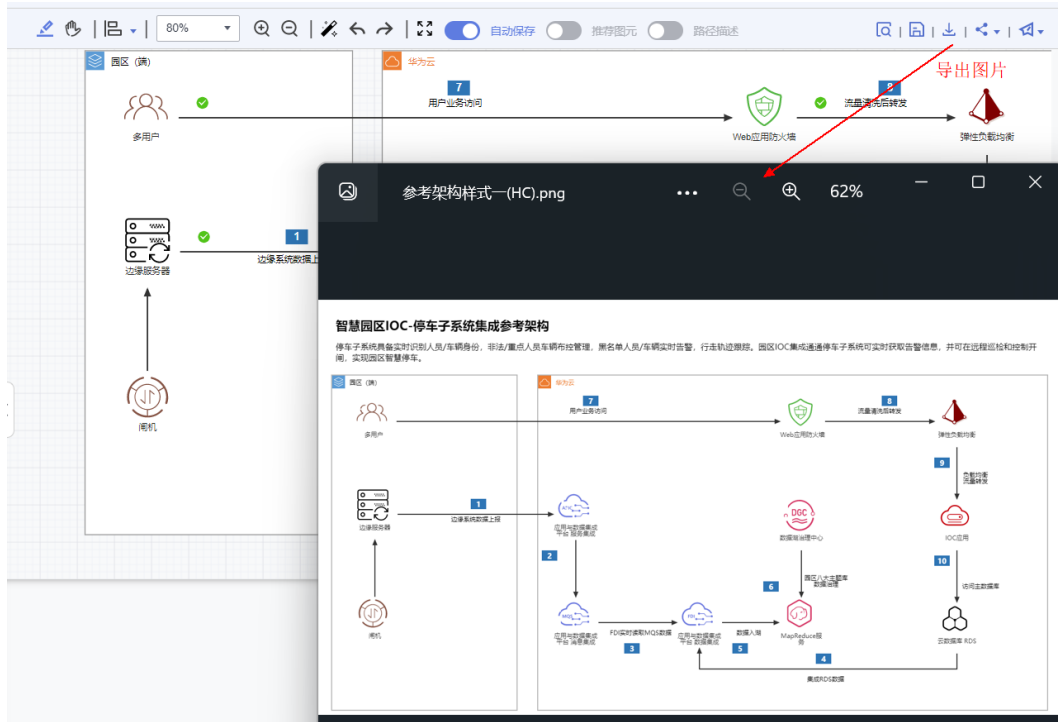 80%
自动保存
推荐图元
路径描述
导出图片
园区（端）
华为云
7
用户业务访问
8
流量清洗后转发
多用户
Web应用防火墙
弹性负载均衡
1
边缘系统数据上
边缘服务器
闸机
参考架构样式一(HC).png
62%
智慧园区IOC-停车子系统集成参考架构
停车子系统具备实时识别人员/车辆身份，非法/重点人员车辆布控管理，黑名单人员/车辆实时告警，行走轨迹跟踪。园区IOC集成通通停车子系统可实时获取告警信息，并可在远程巡检和控制开
闸，实现园区智慧停车。
园区（端）
华为云
7
用户业务访问
8
流量清洗后转发
多用户
Web应用防火墙
弹性负载均衡
9
负载均衡
流量转发
1
边缘系统数据上报
边缘服务器
应用与数据集成
平台 服务集成
DGC
数据湖治理中心
IOC应用
2
10
园区八大主题库
数据治理
6
访问主数据库
MQS
FDI
闸机
应用与数据集成
平台 消息集成
FDI实时读取MQS数据
3
应用与数据集成
平台 数据集成
数据入湖
5
MapReduce服
务
云数据库 RDS
4
集成RDS数据